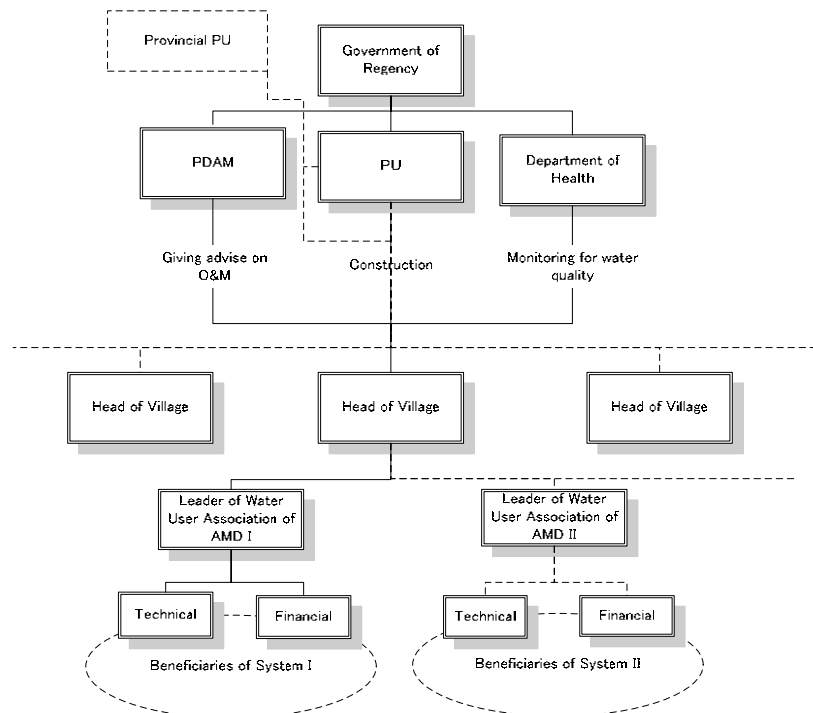 Provincial PU
Government of
Regency
PDAM
PU
Department of
Health
Giving advise on
O&M
Construction
Monitoring for water
quality
Head of Village
Head of Village
Head of Village
Leader of Water
User Association of
AMD I
Leader of Water
User Association of
AMD II
Technical
Financial
Technical
Financial
Beneficiaries of System I
Beneficiaries of System II